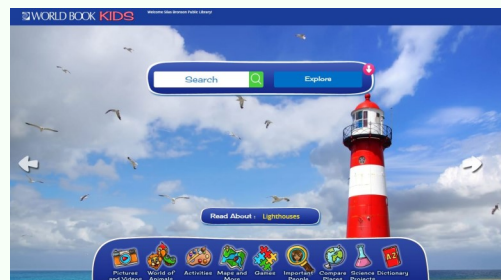 WORLD BOOK KIDS
Welcome Silas Bronson Public Library!
Search
Explore
Read About : Lighthouses
Pictures and Videos
World of Animals
Activities
Maps and More
Games
Important People
Compare Places
Science Projects
Dictionary
A Z